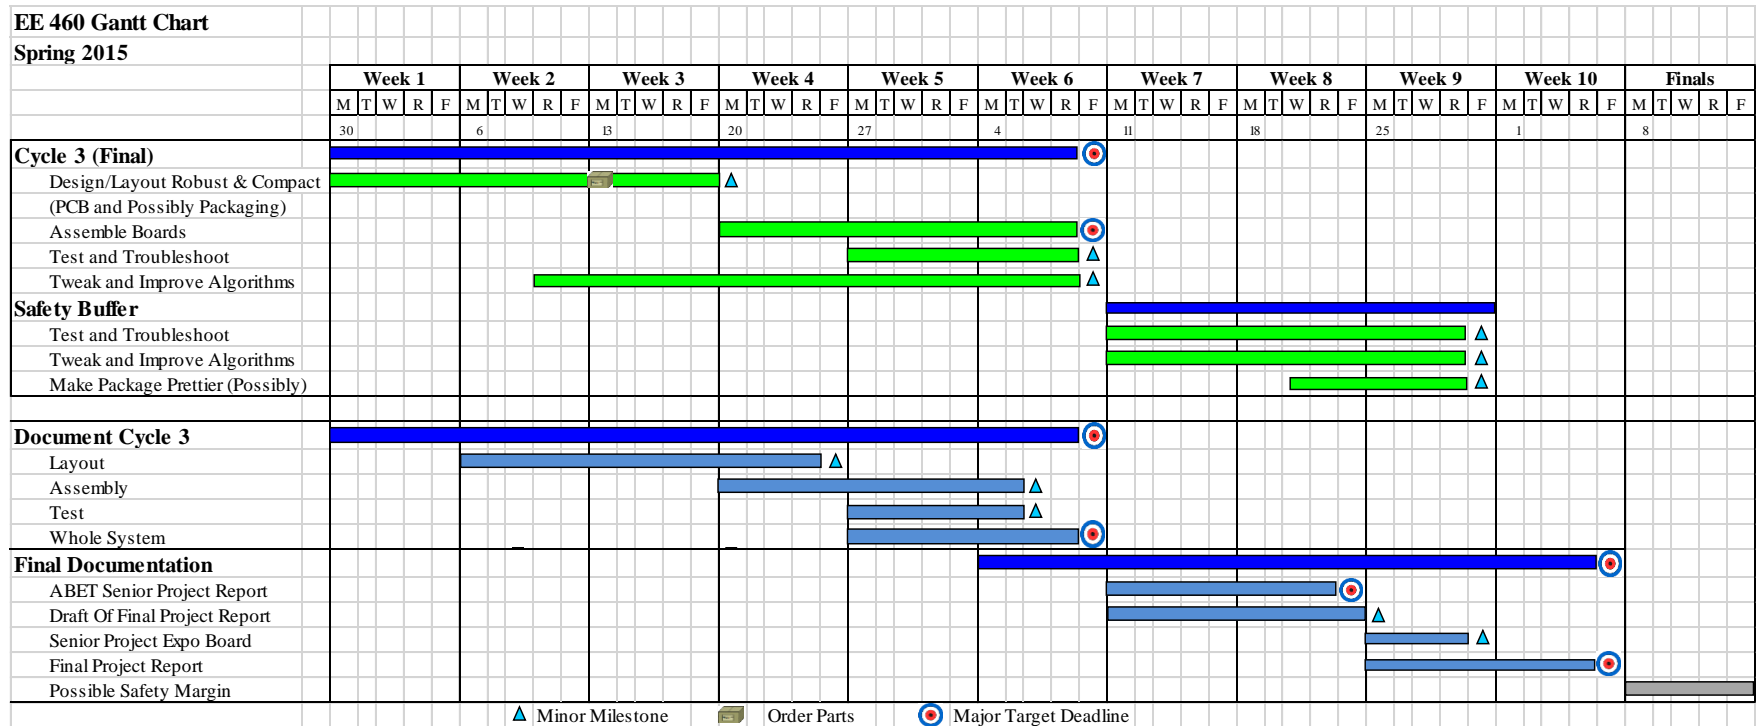 EE 460 Gantt Chart
Spring 2015
Week 1 Week 2 Week 3 Week 4 Week 5 Week 6 Week 7 Week 8 Week 9 Week 10 Finals
M T W R F M T W R F M T W R F M T W R F M T W R F M T W R F M T W R F M T W R F M T W R F M T W R F M T W R F
30 6 13 20 27 4 11 18 25 1 8
Cycle 3 (Final)
Design/Layout Robust & Compact
(PCB and Possibly Packaging)
Assemble Boards
Test and Troubleshoot
Tweak and Improve Algorithms
Safety Buffer
Test and Troubleshoot
Tweak and Improve Algorithms
Make Package Prettier (Possibly)
Document Cycle 3
Layout
Assembly
Test
Whole System
Final Documentation
ABET Senior Project Report
Draft Of Final Project Report
Senior Project Expo Board
Final Project Report
Possible Safety Margin
Minor Milestone Order Parts Major Target Deadline